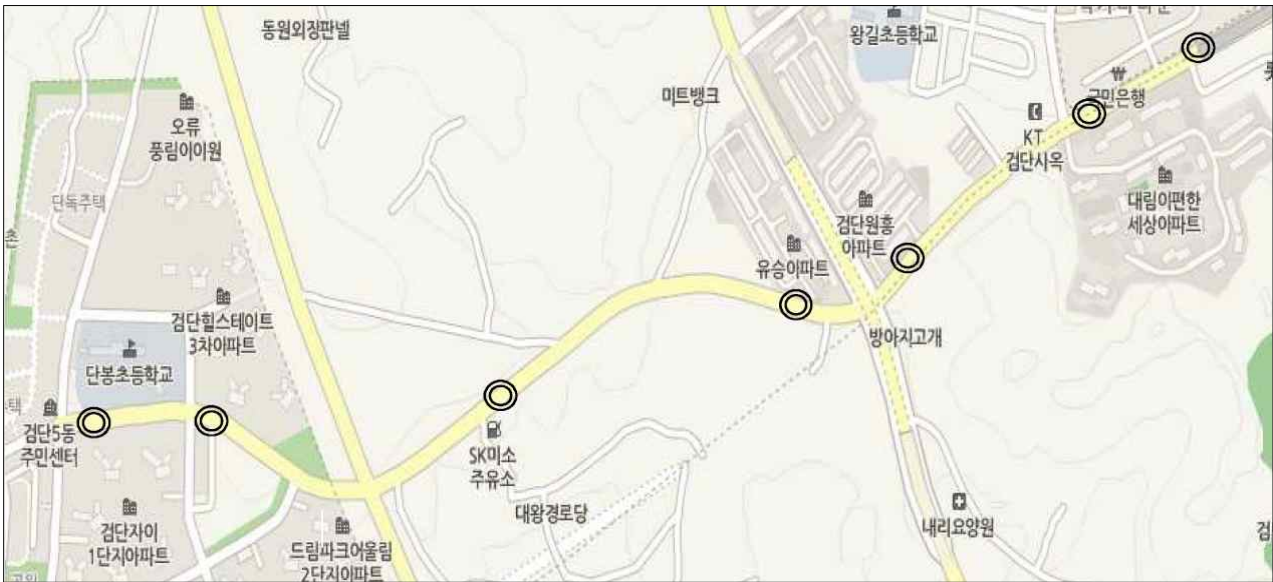 동원외장판넬
왕길초등학교
미트뱅크
국민은행
오류
풍림아이원
KT
검단시옥
단독주택
대림이편한
세상아파트
검단원흥
아파트
촌
유승아파트
검단힐스테이트
3차아파트
방아지고개
단봉초등학교
택
검단5동
주민센터
SK미소
주유소
대왕경로당
내리요양원
검단자이
1단지아파트
드림파크어울림
2단지아파트
검